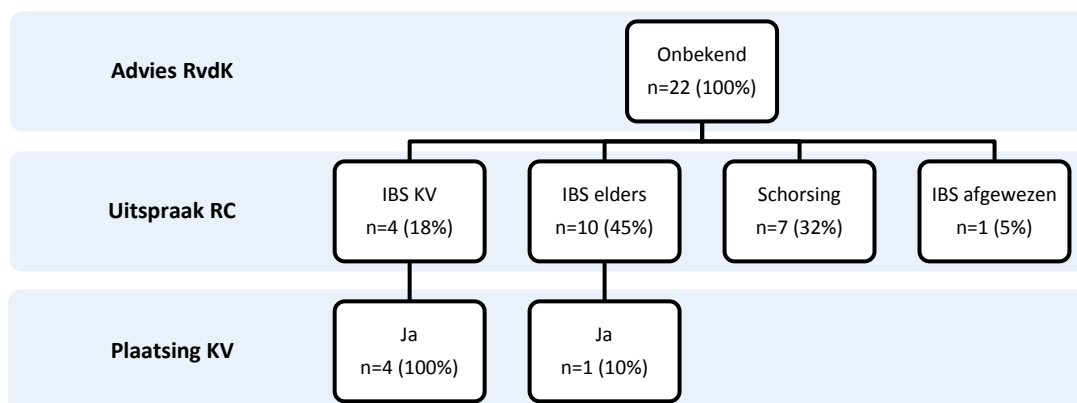 Advies RvdK
Onbekend
n=22 (100%)
Uitspraak RC
IBS KV
n=4 (18%)
IBS elders
n=10 (45%)
Schorsing
n=7 (32%)
IBS afgewezen
n=1 (5%)
Plaatsing KV
Ja
n=4 (100%)
Ja
n=1 (10%)